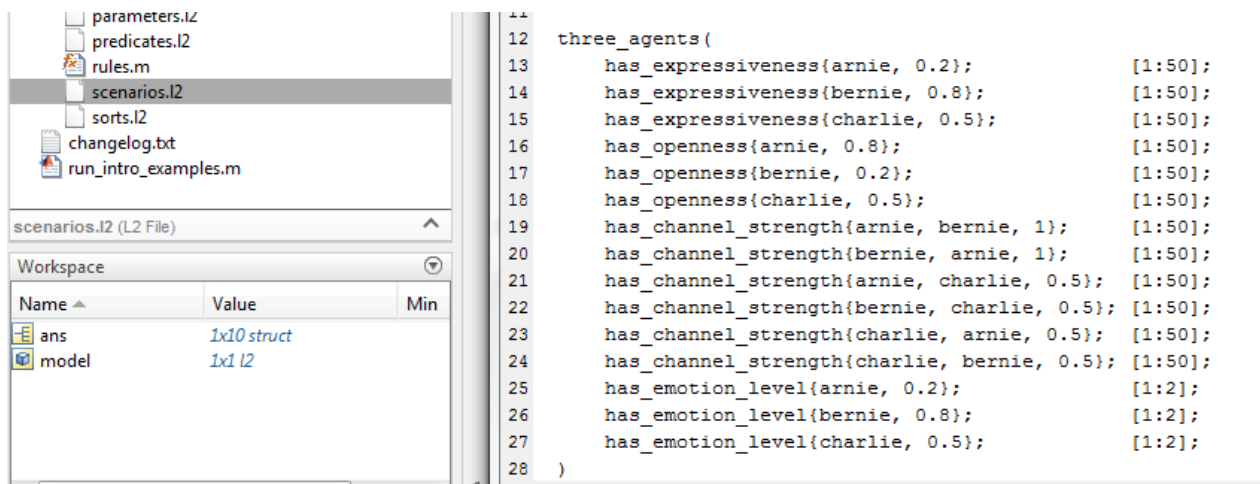 parameters.l2
predicates.l2
rules.m
scenarios.l2
sorts.l2
changelog.txt
run_intro_examples.m
scenarios.l2 (L2 File)
Workspace
Name Value Min
ans 1x10 struct
model 1x1 l2
11
12 three_agents(
13 has_expressiveness{arnie, 0.2}; [1:50];
14 has_expressiveness{bernie, 0.8}; [1:50];
15 has_expressiveness{charlie, 0.5}; [1:50];
16 has_openness{arnie, 0.8}; [1:50];
17 has_openness{bernie, 0.2}; [1:50];
18 has_openness{charlie, 0.5}; [1:50];
19 has_channel_strength{arnie, bernie, 1}; [1:50];
20 has_channel_strength{bernie, arnie, 1}; [1:50];
21 has_channel_strength{arnie, charlie, 0.5}; [1:50];
22 has_channel_strength{bernie, charlie, 0.5}; [1:50];
23 has_channel_strength{charlie, arnie, 0.5}; [1:50];
24 has_channel_strength{charlie, bernie, 0.5}; [1:50];
25 has_emotion_level{arnie, 0.2}; [1:2];
26 has_emotion_level{bernie, 0.8}; [1:2];
27 has_emotion_level{charlie, 0.5}; [1:2];
28 )